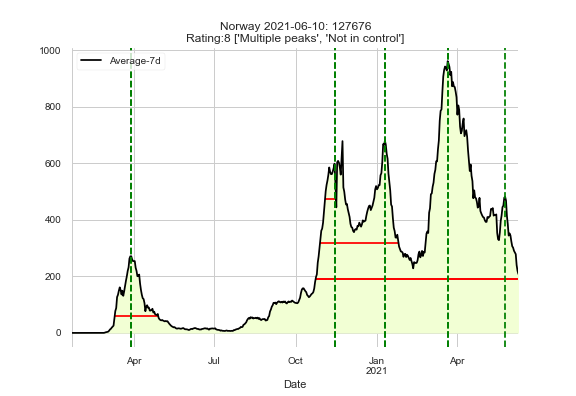 Norway 2021-06-10: 127676
Rating:8 ['Multiple peaks', 'Not in control']
1000
Average-7d
800
600
400
200
0
Apr
Jul
Oct
Jan
2021
Apr
Date